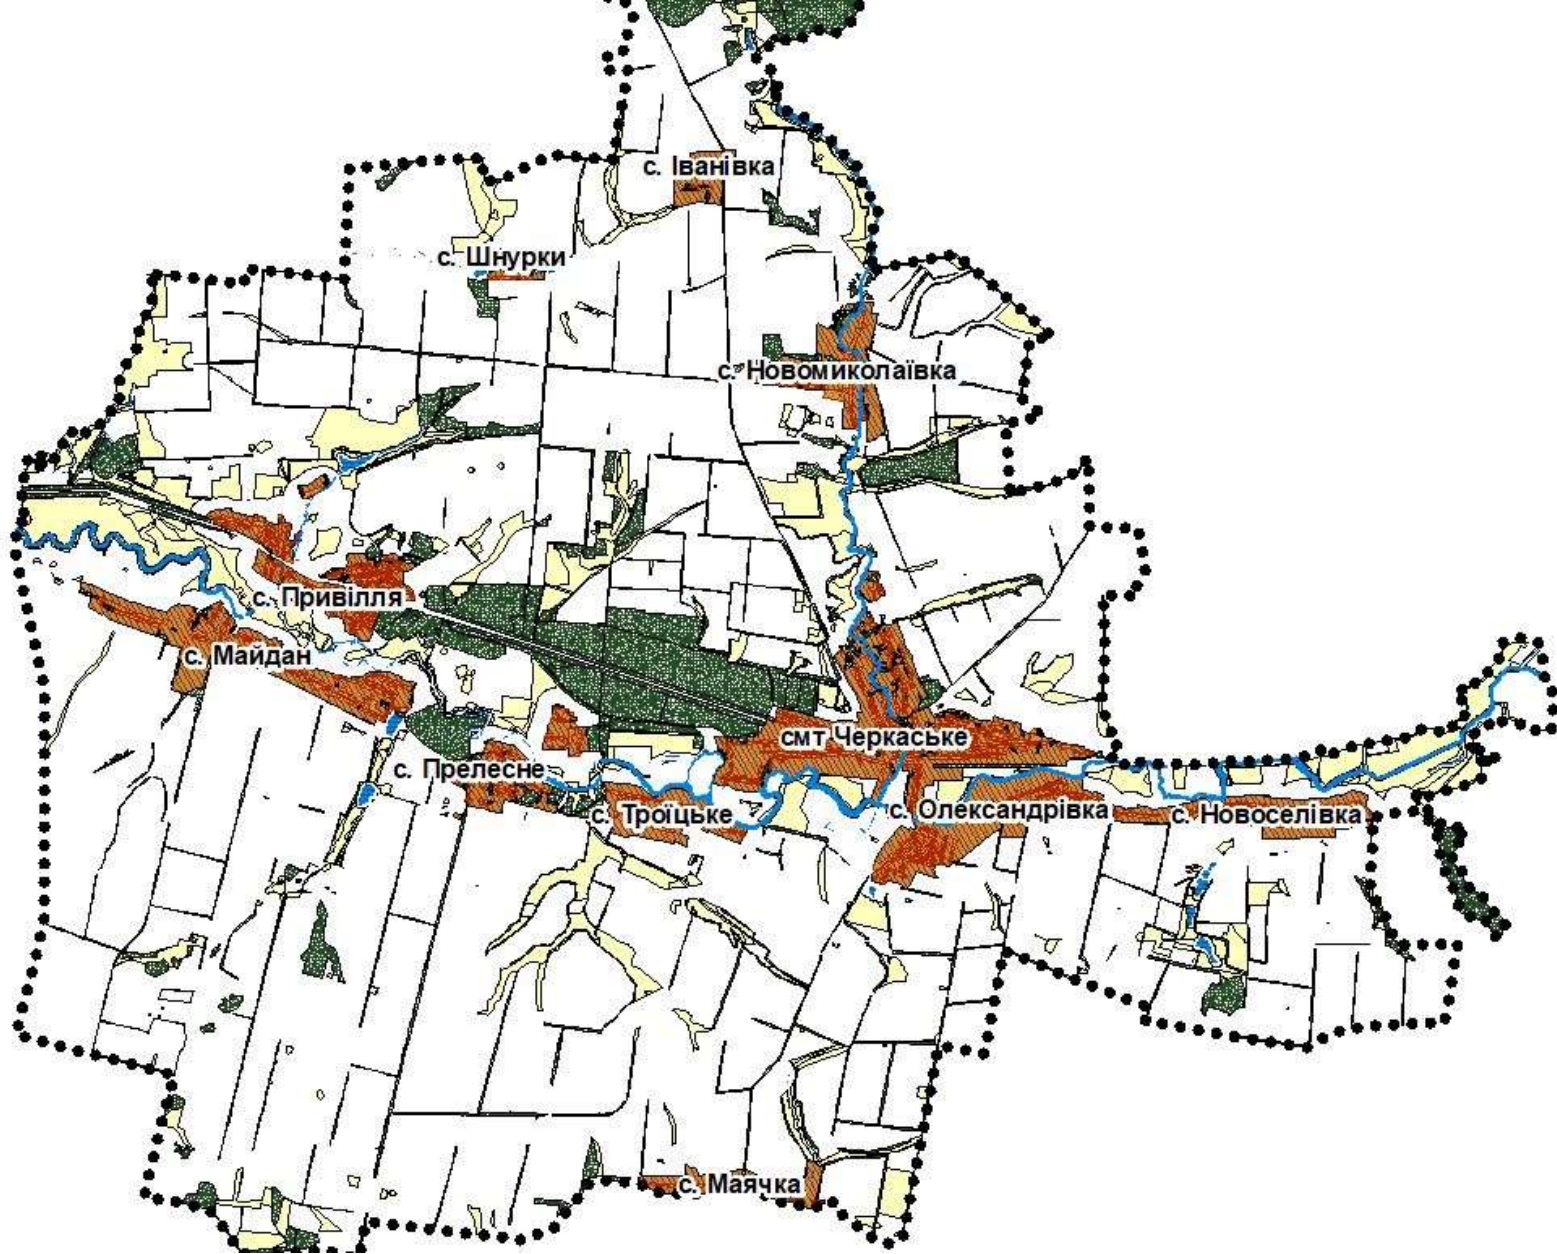 с. Іванівка
с. Шнурки
с. Новомиколаївка
с. Привілля
с. Майдан
смт Черкаське
с. Прелесне
с. Троїцьке
с. Олександрівка
с. Новоселівка
с. Маячка